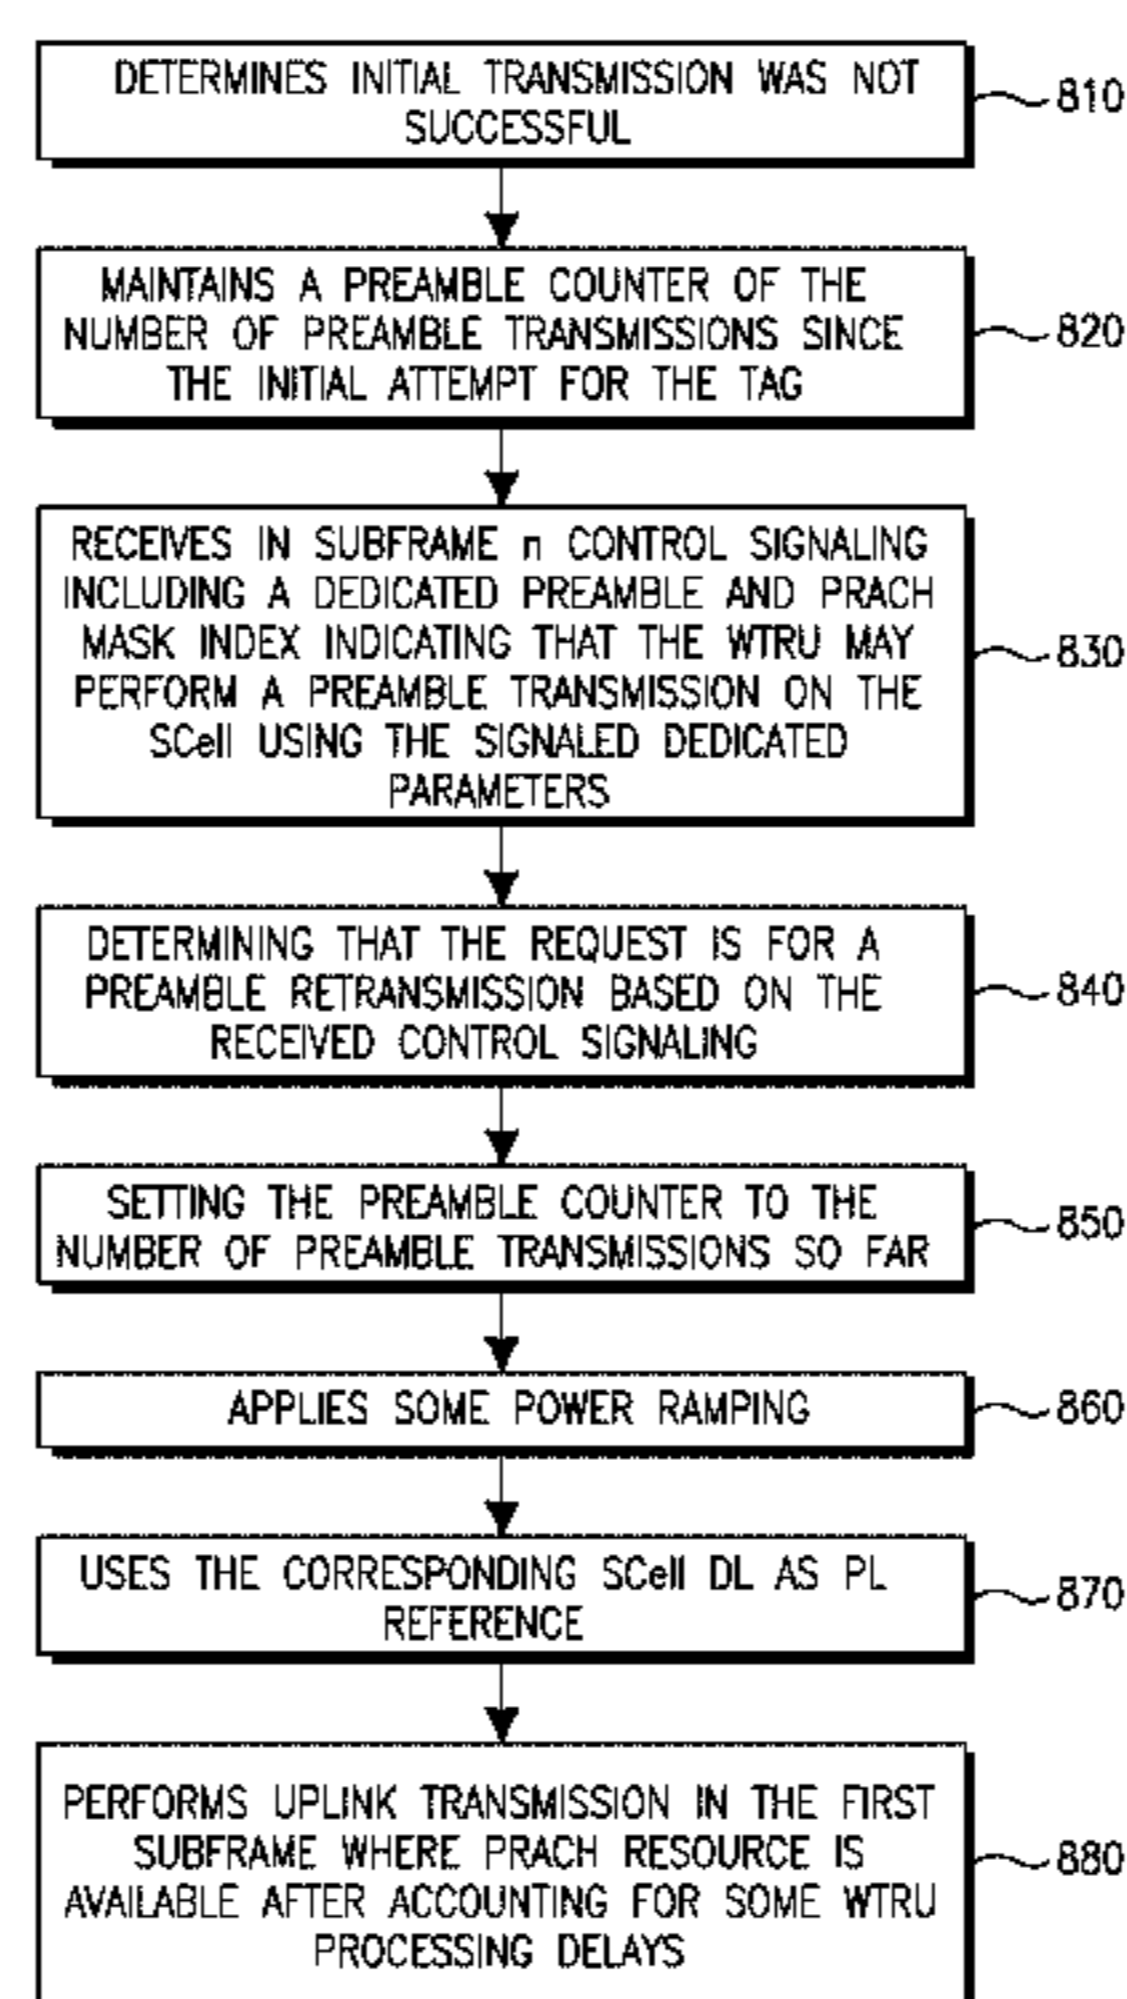 DETERMINES INITIAL TRANSMISSION WAS NOT
SUCCESSFUL
810
MAINTAINS A PREAMBLE COUNTER OF THE
NUMBER OF PREAMBLE TRANSMISSIONS SINCE
THE INITIAL ATTEMPT FOR THE TAG
820
RECEIVES IN SUBFRAME n CONTROL SIGNALING
INCLUDING A DEDICATED PREAMBLE AND PRACH
MASK INDEX INDICATING THAT THE WTRU MAY
PERFORM A PREAMBLE TRANSMISSION ON THE
SCell USING THE SIGNALED DEDICATED
PARAMETERS
830
DETERMINING THAT THE REQUEST IS FOR A
PREAMBLE RETRANSMISSION BASED ON THE
RECEIVED CONTROL SIGNALING
840
SETTING THE PREAMBLE COUNTER TO THE
NUMBER OF PREAMBLE TRANSMISSIONS SO FAR
850
APPLIES SOME POWER RAMPING
860
USES THE CORRESPONDING SCell DL AS PL
REFERENCE
870
PERFORMS UPLINK TRANSMISSION IN THE FIRST
SUBFRAME WHERE PRACH RESOURCE IS
AVAILABLE AFTER ACCOUNTING FOR SOME WTRU
PROCESSING DELAYS
880